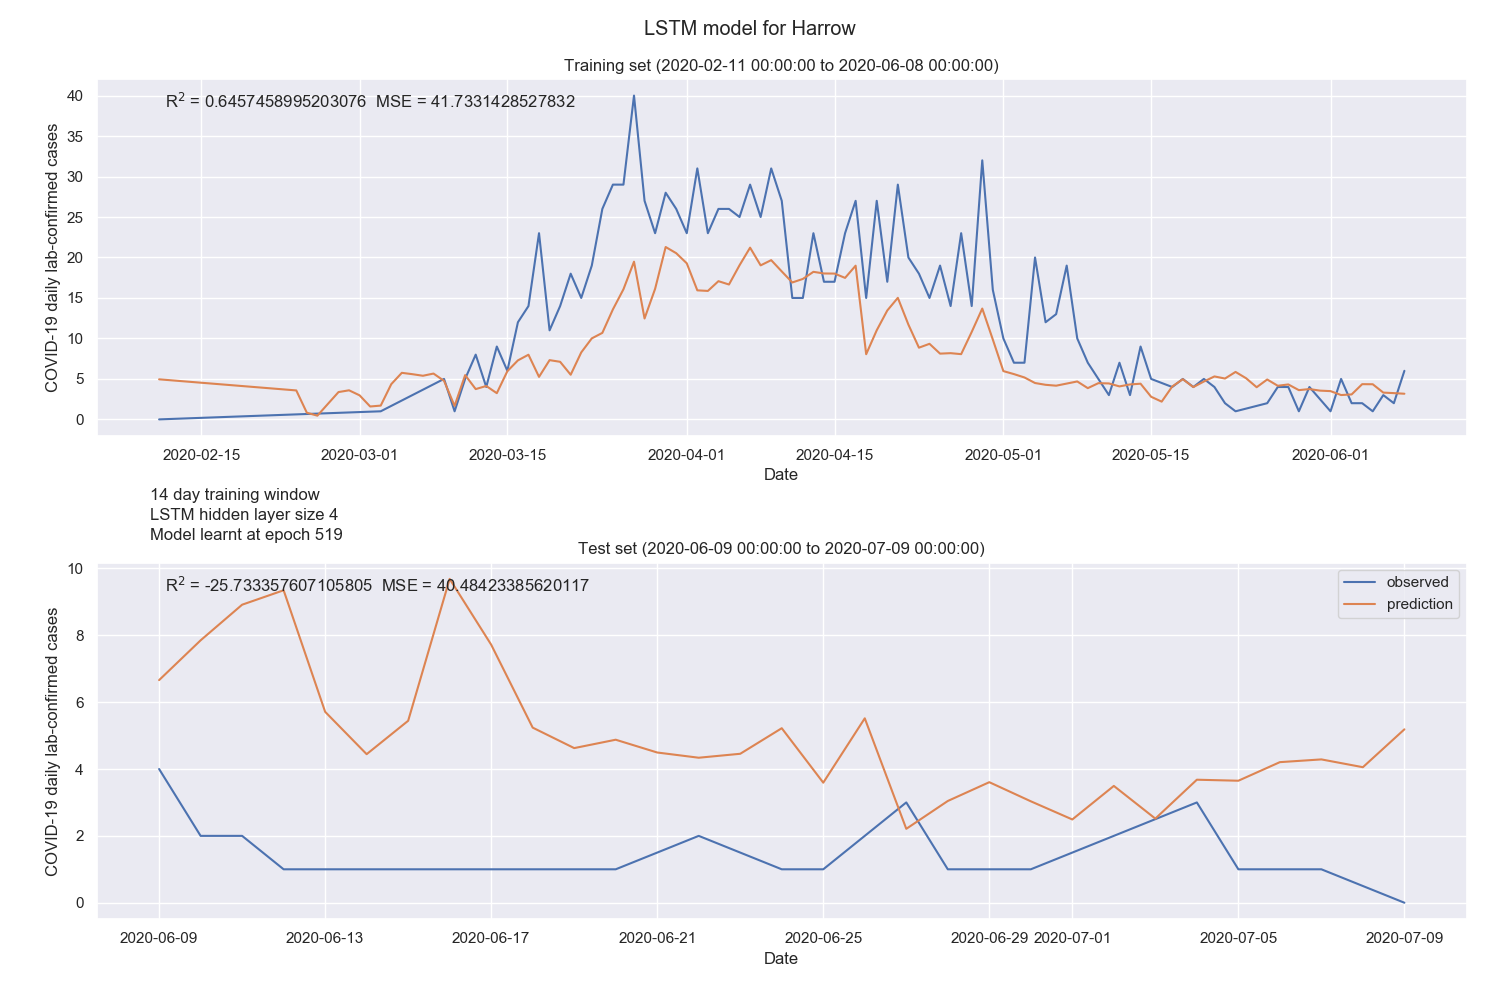 LSTM model for Harrow
Training set (2020-02-11 00:00:00 to 2020-06-08 00:00:00)
R² = 0.6457458995203076  MSE = 41.7331428527832
COVID-19 daily lab-confirmed cases
40
35
30
25
20
15
10
5
0
2020-02-15 2020-03-01 2020-03-15 2020-04-01 2020-04-15 2020-05-01 2020-05-15 2020-06-01
Date
14 day training window
LSTM hidden layer size 4
Model learnt at epoch 519
Test set (2020-06-09 00:00:00 to 2020-07-09 00:00:00)
R² = -25.733357607105805  MSE = 40.48423385620117
observed
prediction
COVID-19 daily lab-confirmed cases
10
8
6
4
2
0
2020-06-09 2020-06-13 2020-06-17 2020-06-21 2020-06-25 2020-06-29 2020-07-01 2020-07-05 2020-07-09
Date